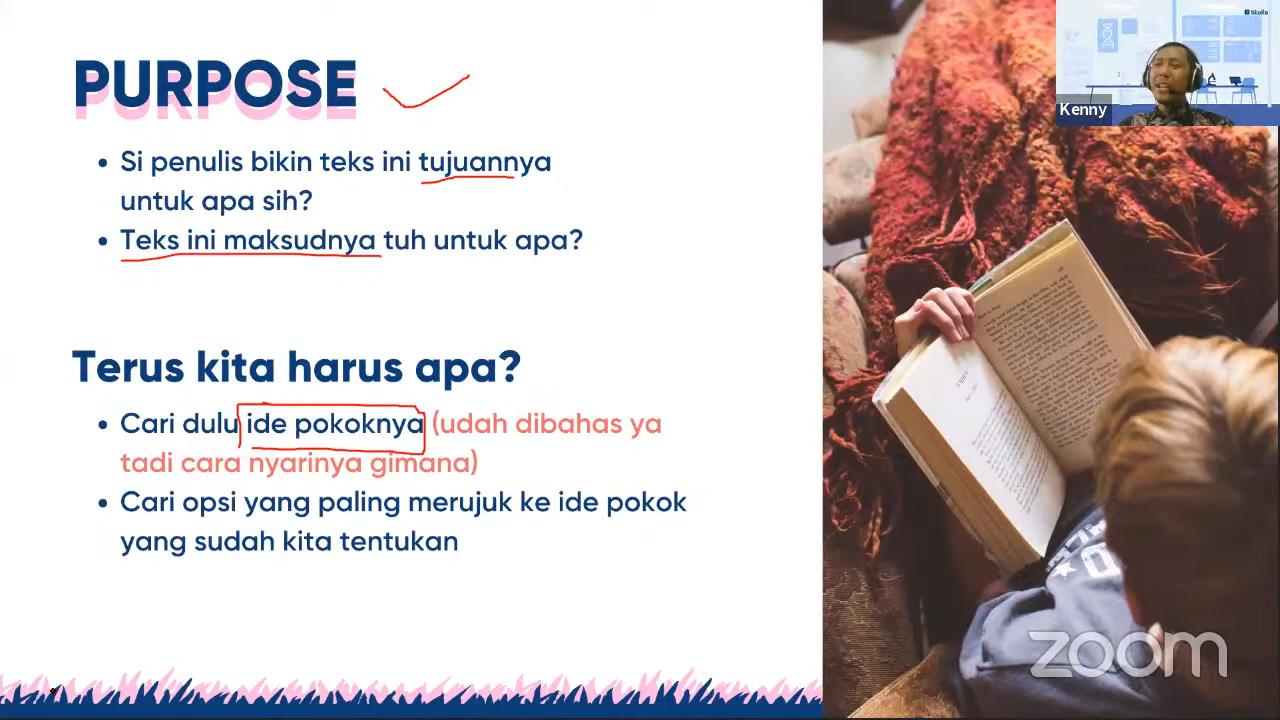 PURPOSE
Si penulis bikin teks ini tujuannya
untuk apa sih?
Teks ini maksudnya tuh untuk apa?
Terus kita harus apa?
Cari dulu ide pokoknya (udah dibahas ya
tadi cara nyarinya gimana)
Cari opsi yang paling merujuk ke ide pokok
yang sudah kita tentukan
Skolla
Kenny
zoom